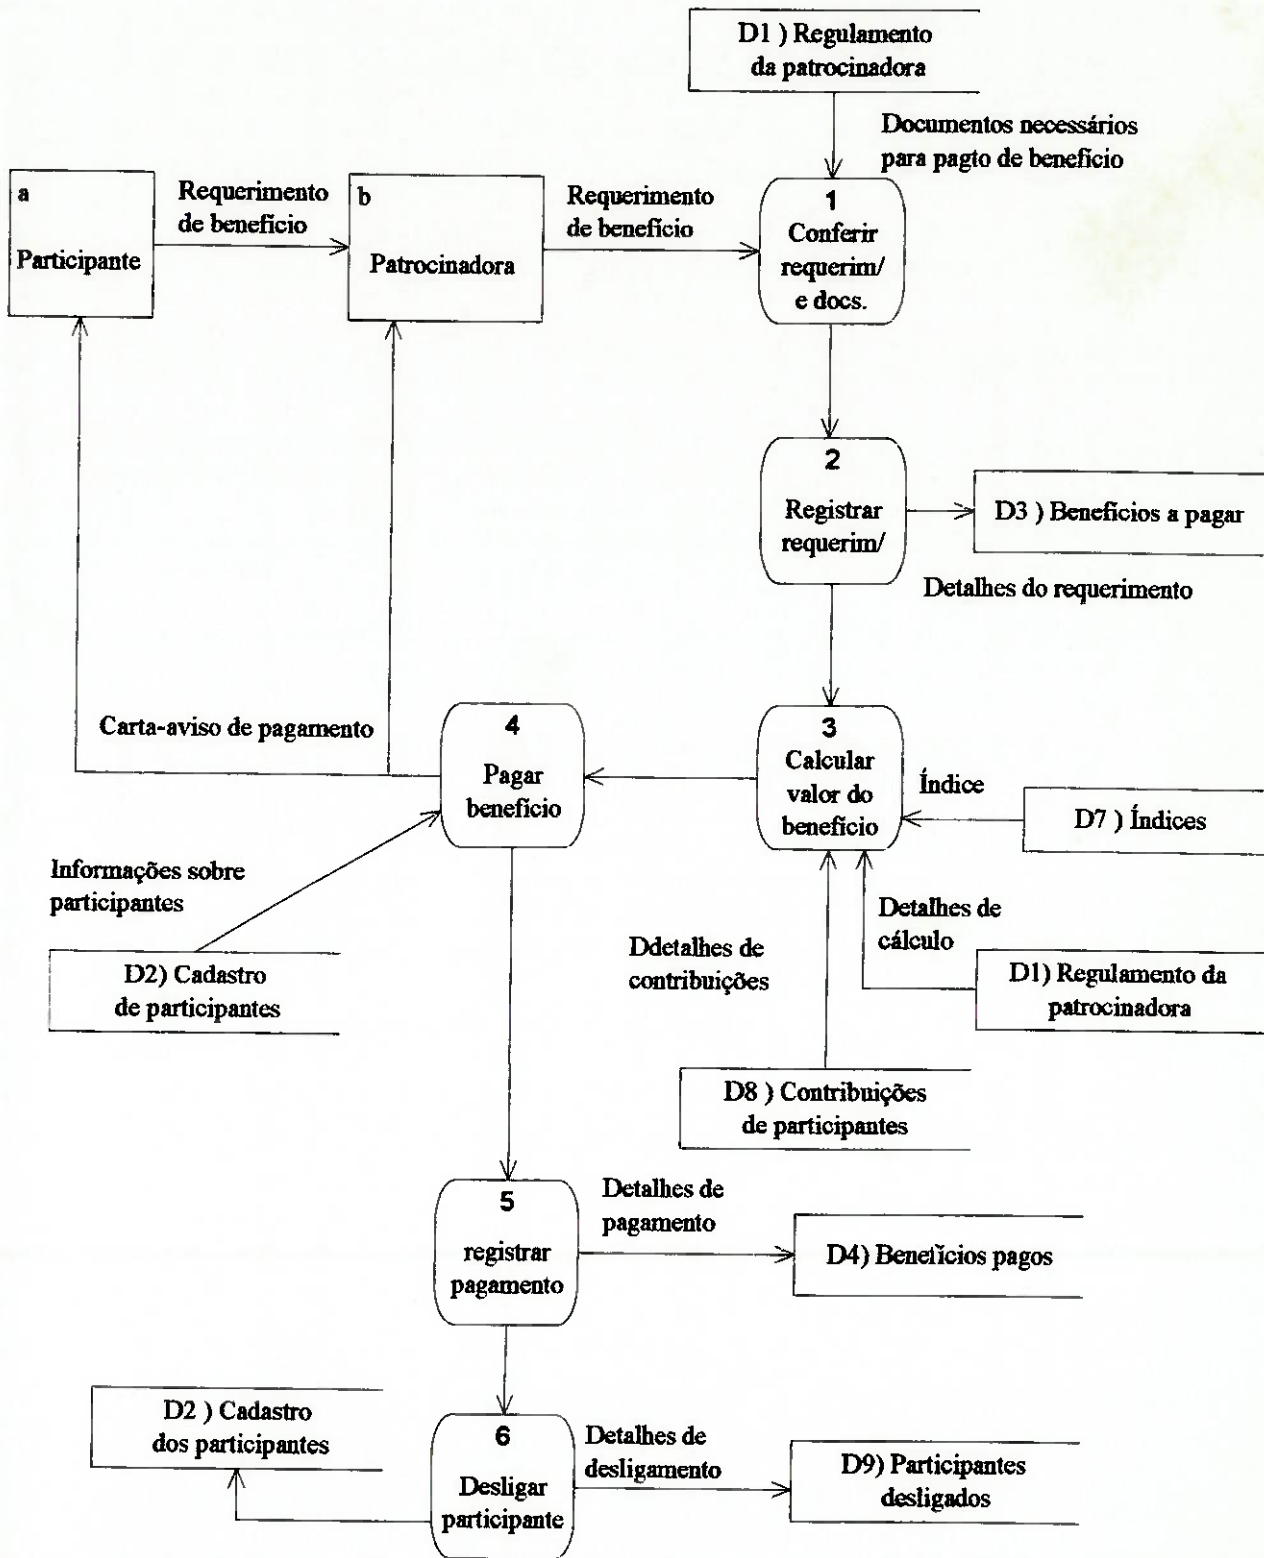 D1 ) Regulamento
da patrocinadora
Documentos necessários
para pagto de benefício
a
Participante
Requerimento
de benefício
b
Patrocinadora
Requerimento
de benefício
1
Conferir
requerim/
e docs.
2
Registrar
requerim/
D3 ) Benefícios a pagar
Detalhes do requerimento
Carta-aviso de pagamento
4
Pagar
benefício
3
Calcular
valor do
benefício
Índice
D7 ) Índices
Informações sobre
participantes
D2) Cadastro
de participantes
Ddetalhes de
contribuições
Detalhes de
cálculo
D1) Regulamento da
patrocinadora
D8 ) Contribuições
de participantes
5
registrar
pagamento
Detalhes de
pagamento
D4) Benefícios pagos
D2 ) Cadastro
dos participantes
6
Desligar
participante
Detalhes de
desligamento
D9) Participantes
desligados